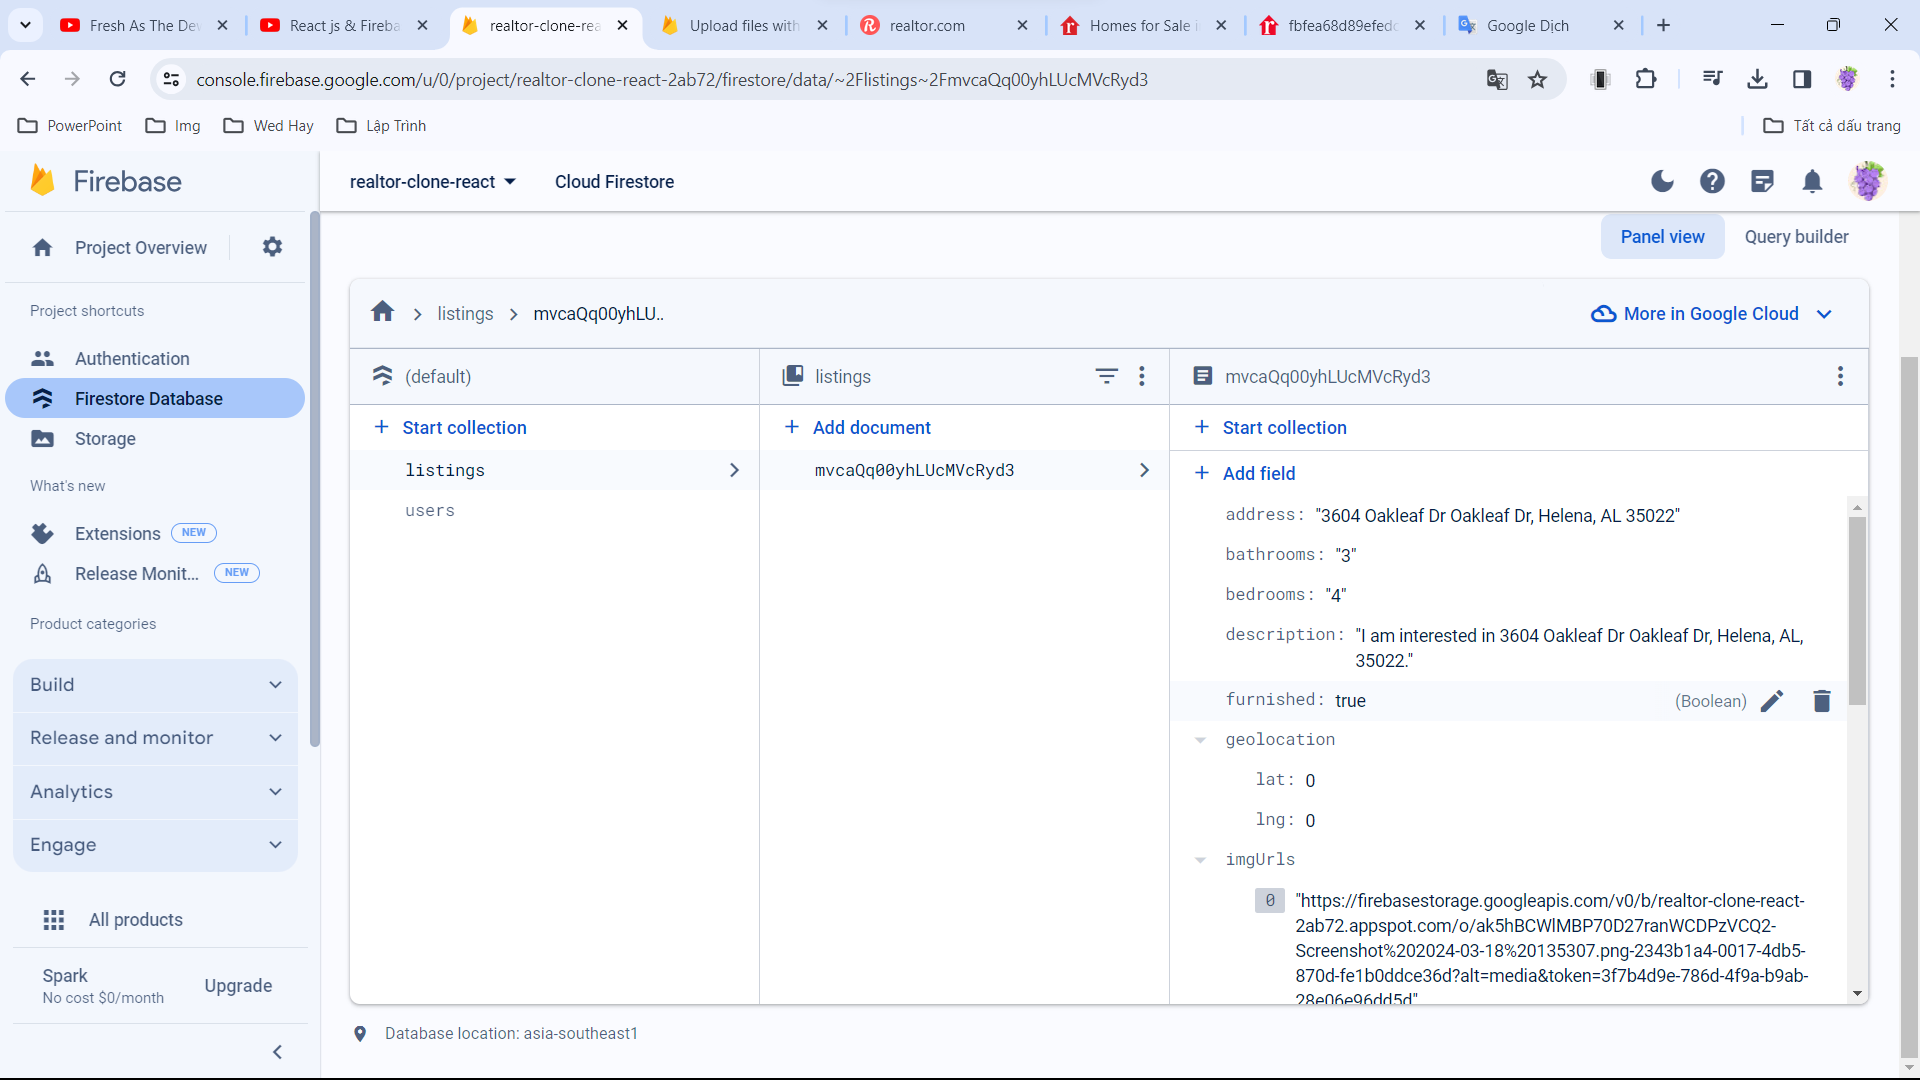 Fresh As The Dev
React js & Fireba
realtor-clone-rea
Upload files with
realtor.com
Homes for Sale i
fbfea68d89efedc
Google Dịch
console.firebase.google.com/u/0/project/realtor-clone-react-2ab72/firestore/data/~2Flistings~2FmvcaQq00yhLUcMVcRyd3
PowerPoint
Img
Wed Hay
Lập Trình
Tất cả dấu trang
Firebase
realtor-clone-react
Cloud Firestore
Project Overview
Panel view
Query builder
Project shortcuts
Authentication
Firestore Database
Storage
What's new
Extensions NEW
Release Monit... NEW
Product categories
Build
Release and monitor
Analytics
Engage
All products
Spark
No cost $0/month
Upgrade
listings
mvcaQq00yhLU..
More in Google Cloud
(default)
Start collection
listings
users
listings
Add document
mvcaQq00yhLUcMVcRyd3
mvcaQq00yhLUcMVcRyd3
Start collection
Add field
address: "3604 Oakleaf Dr Oakleaf Dr, Helena, AL 35022"
bathrooms: "3"
bedrooms: "4"
description: "I am interested in 3604 Oakleaf Dr Oakleaf Dr, Helena, AL,
35022."
furnished: true (Boolean)
geolocation
lat: 0
lng: 0
imgUrls
0 "https://firebasestorage.googleapis.com/v0/b/realtor-clone-react-
2ab72.appspot.com/o/ak5hBCWlMBP70D27ranWCDPzVCQ2-
Screenshot%202024-03-18%20135307.png-2343b1a4-0017-4db5-
870d-fe1b0ddce36d?alt=media&token=3f7b4d9e-786d-4f9a-b9ab-
28e06e96dd5d"
Database location: asia-southeast1